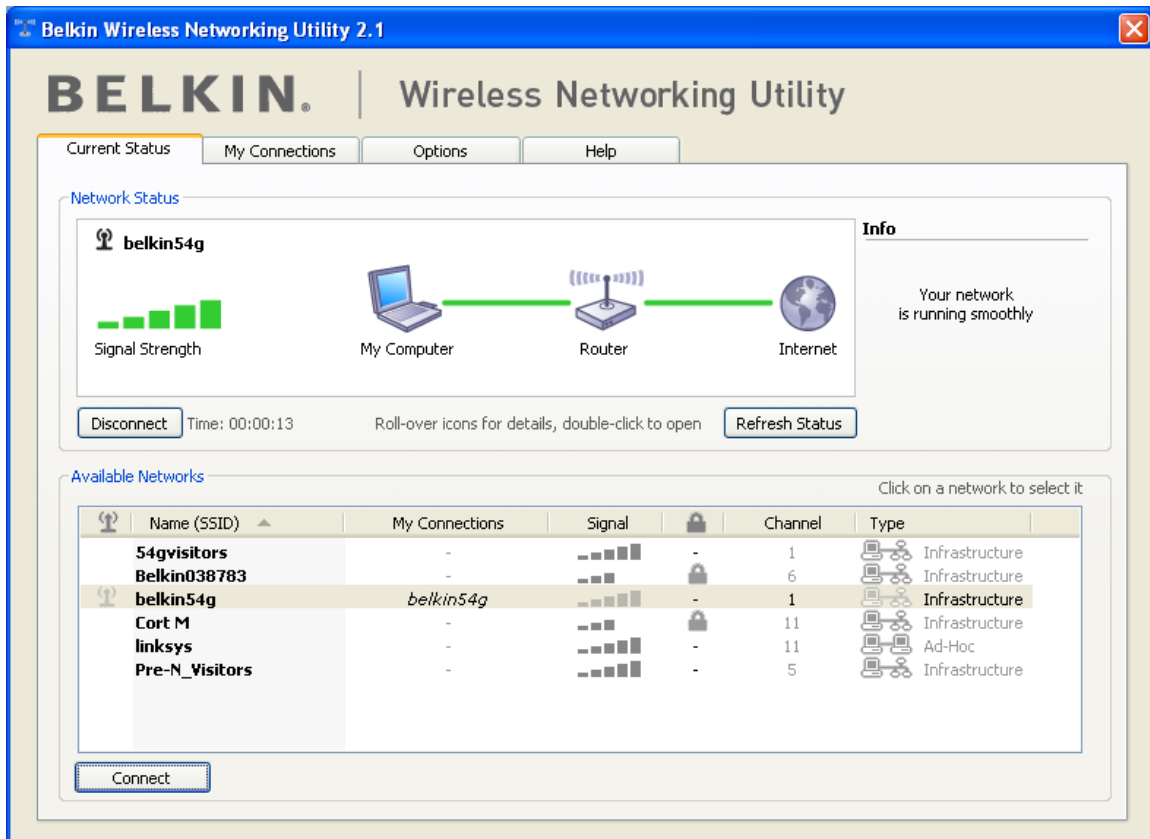 Belkin Wireless Networking Utility 2.1
BELKIN. Wireless Networking Utility
Current Status My Connections Options Help
Network Status
belkin54g
Info
Your network
is running smoothly
Signal Strength My Computer Router Internet
Disconnect Time: 00:00:13 Roll-over icons for details, double-click to open Refresh Status
Available Networks
Click on a network to select it
Name (SSID) My Connections Signal Channel Type
54gvisitors - - 1 Infrastructure
Belkin038783 - 6 Infrastructure
belkin54g belkin54g - 1 Infrastructure
Cort M - 11 Infrastructure
linksys - - 11 Ad-Hoc
Pre-N_Visitors - - 5 Infrastructure
Connect